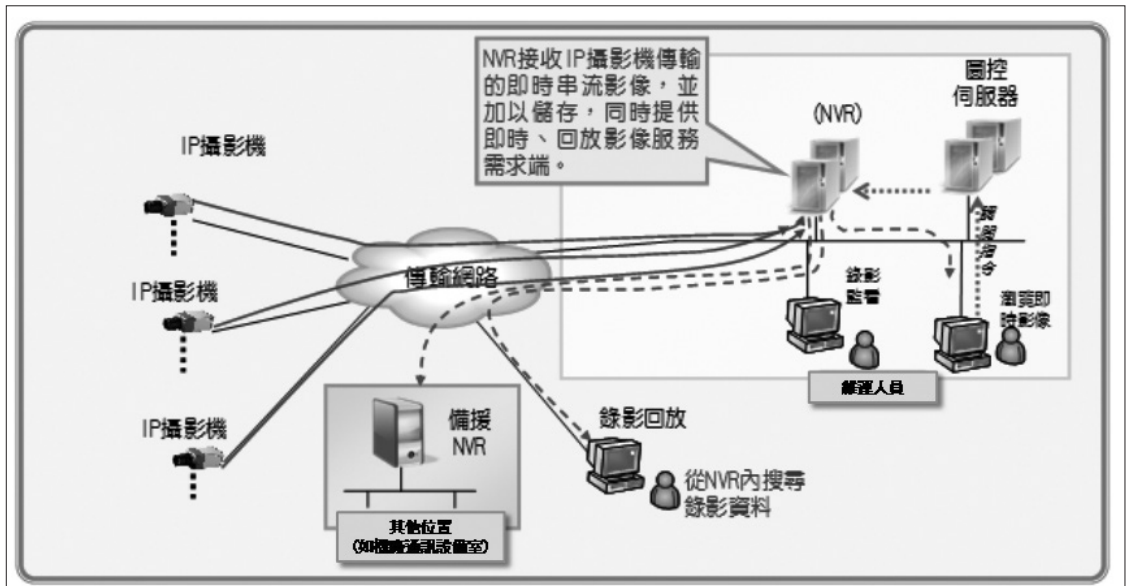 NVR接收IP攝影機傳輸
的即時串流影像，並
加以儲存，同時提供
即時、回放影像服務
需求端。
圖控
伺服器
(NVR)
IP攝影機
IP攝影機
IP攝影機
傳輸網路
錄影
監看
瀏覽即
時影像
維運人員
備援
NVR
錄影回放
從NVR內搜尋
錄影資料
其他位置